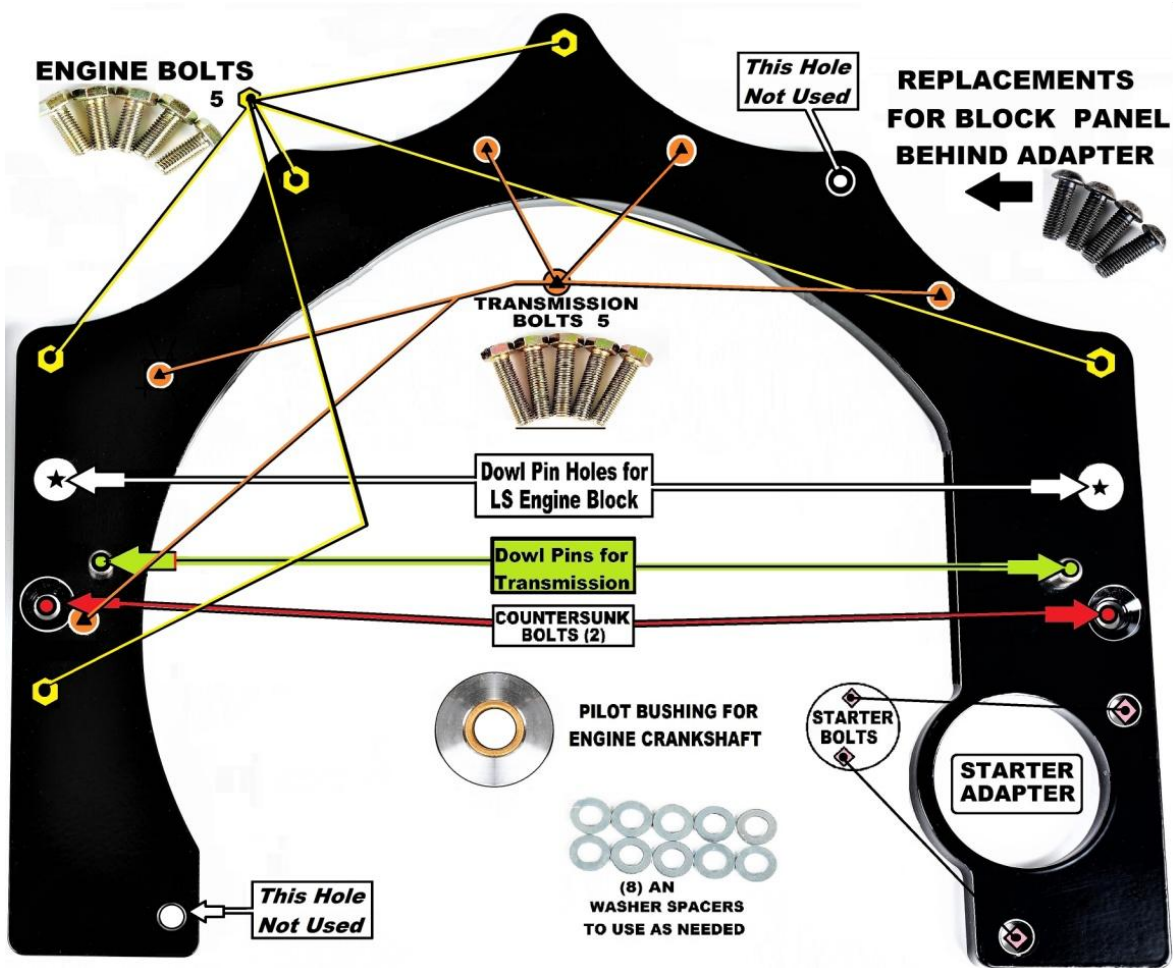 ENGINE BOLTS
5
This Hole
Not Used
REPLACEMENTS
FOR BLOCK PANEL
BEHIND ADAPTER
TRANSMISSION
BOLTS 5
Dowl Pin Holes for
LS Engine Block
Dowl Pins for
Transmission
COUNTERSUNK
BOLTS (2)
PILOT BUSHING FOR
ENGINE CRANKSHAFT
STARTER
BOLTS
STARTER
ADAPTER
(8) AN
WASHER SPACERS
TO USE AS NEEDED
This Hole
Not Used